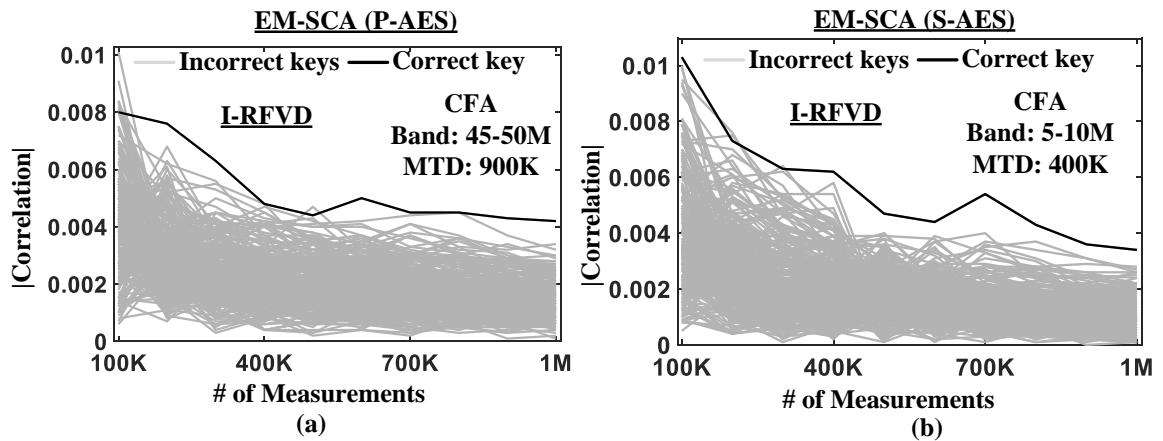 EM-SCA (P-AES)
0.01
0.008
0.006
0.004
0.002
0
|Correlation|
Incorrect keys
Correct key
I-RFVD
CFA
Band: 45-50M
MTD: 900K
100K
400K
700K
1M
# of Measurements
(a)
EM-SCA (S-AES)
0.01
0.008
0.006
0.004
0.002
0
|Correlation|
Incorrect keys
Correct key
I-RFVD
CFA
Band: 5-10M
MTD: 400K
100K
400K
700K
1M
# of Measurements
(b)